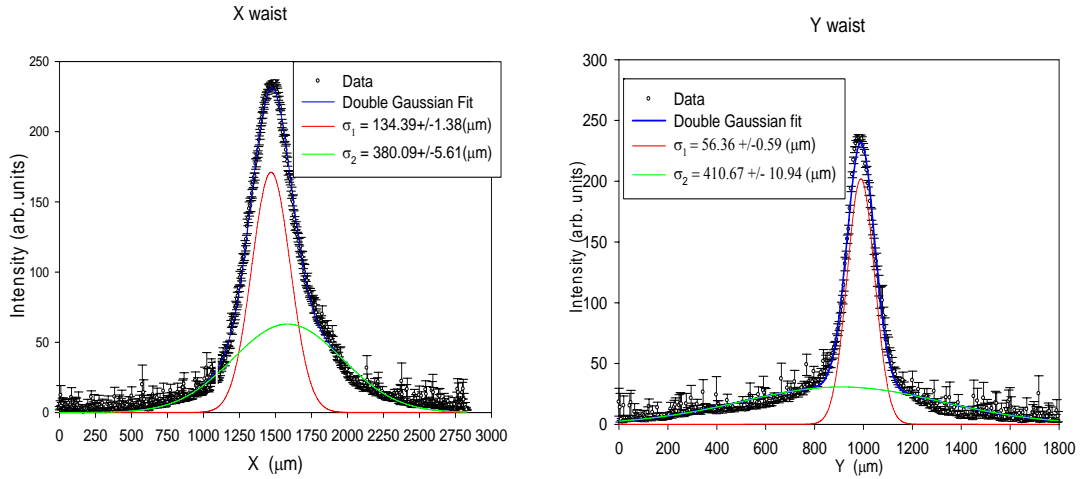 X waist
250
200
150
100
50
0
Intensity (arb.units)
Data
Double Gaussian Fit
σ1 = 134.39+/-1.38(μm)
σ2 = 380.09+/-5.61(μm)
0 250 500 750 1000 1250 1500 1750 2000 2250 2500 2750 3000
X (μm)
Y waist
300
250
200
150
100
50
0
Intensity (arb. units)
Data
Double Gaussian fit
σ1 = 56.36 +/-0.59 (μm)
σ2 = 410.67 +/- 10.94 (μm)
0 200 400 600 800 1000 1200 1400 1600 1800
Y (μm)